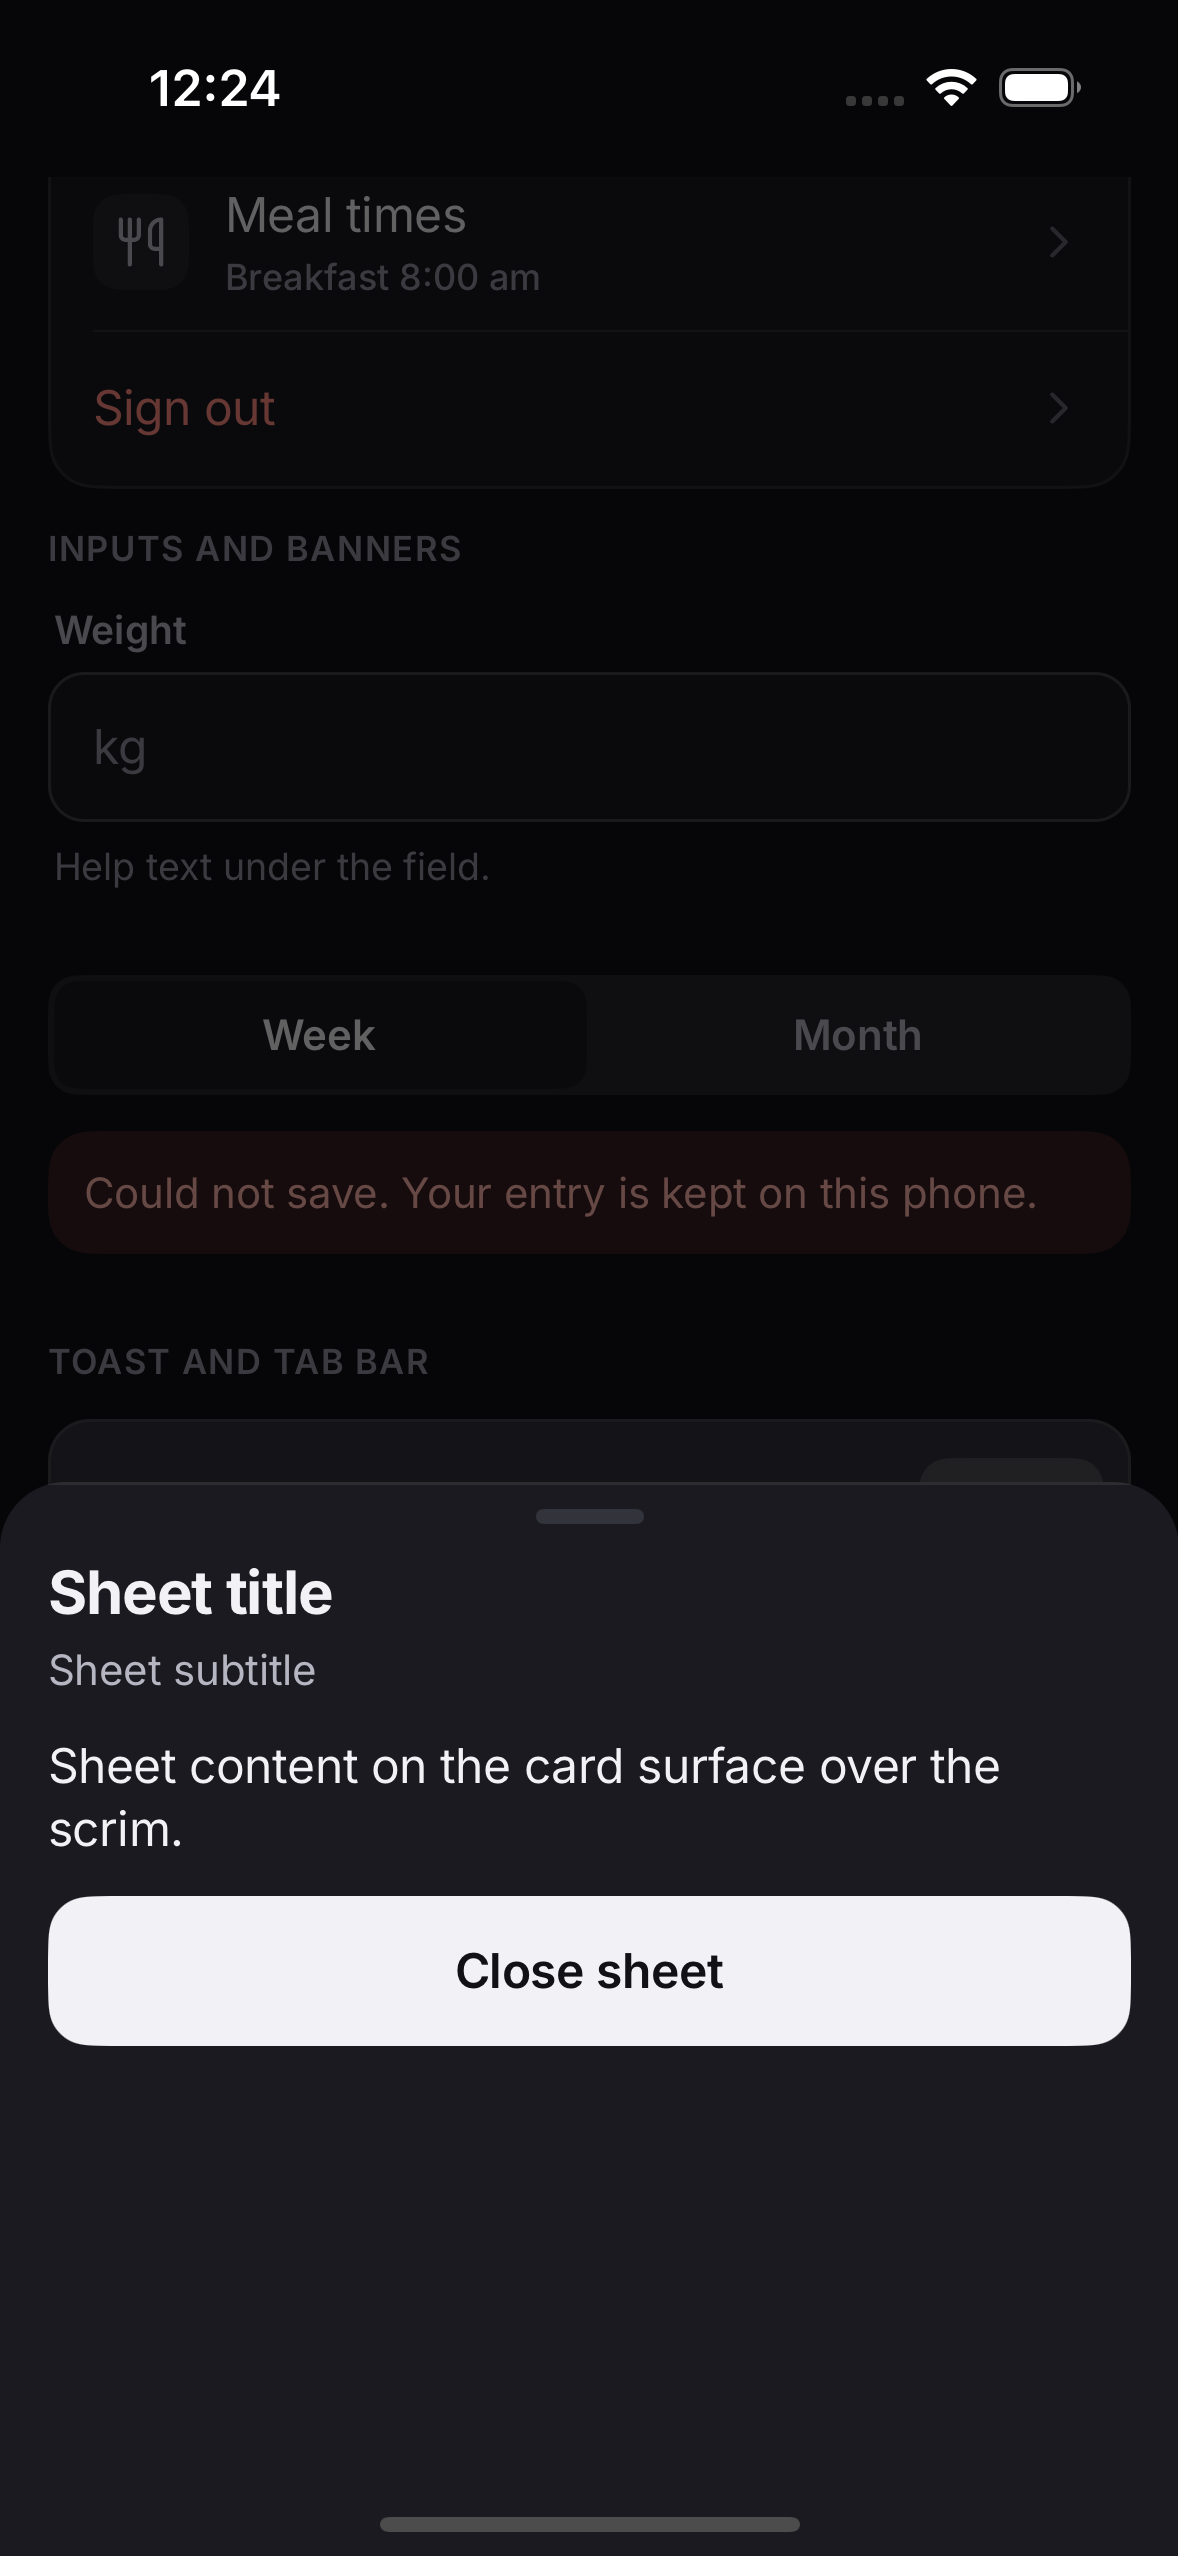 12:24
Meal times
Breakfast 8:00 am
Sign out
INPUTS AND BANNERS
Weight
kg
Help text under the field.
Week
Month
Could not save. Your entry is kept on this phone.
TOAST AND TAB BAR
Sheet title
Sheet subtitle
Sheet content on the card surface over the
scrim.
Close sheet